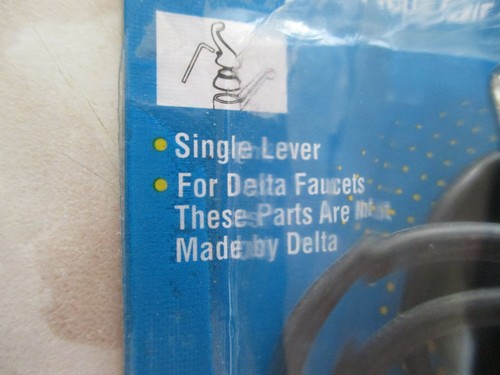 Single Lever
For Delta Faucets
These Parts Are
Made by Delta